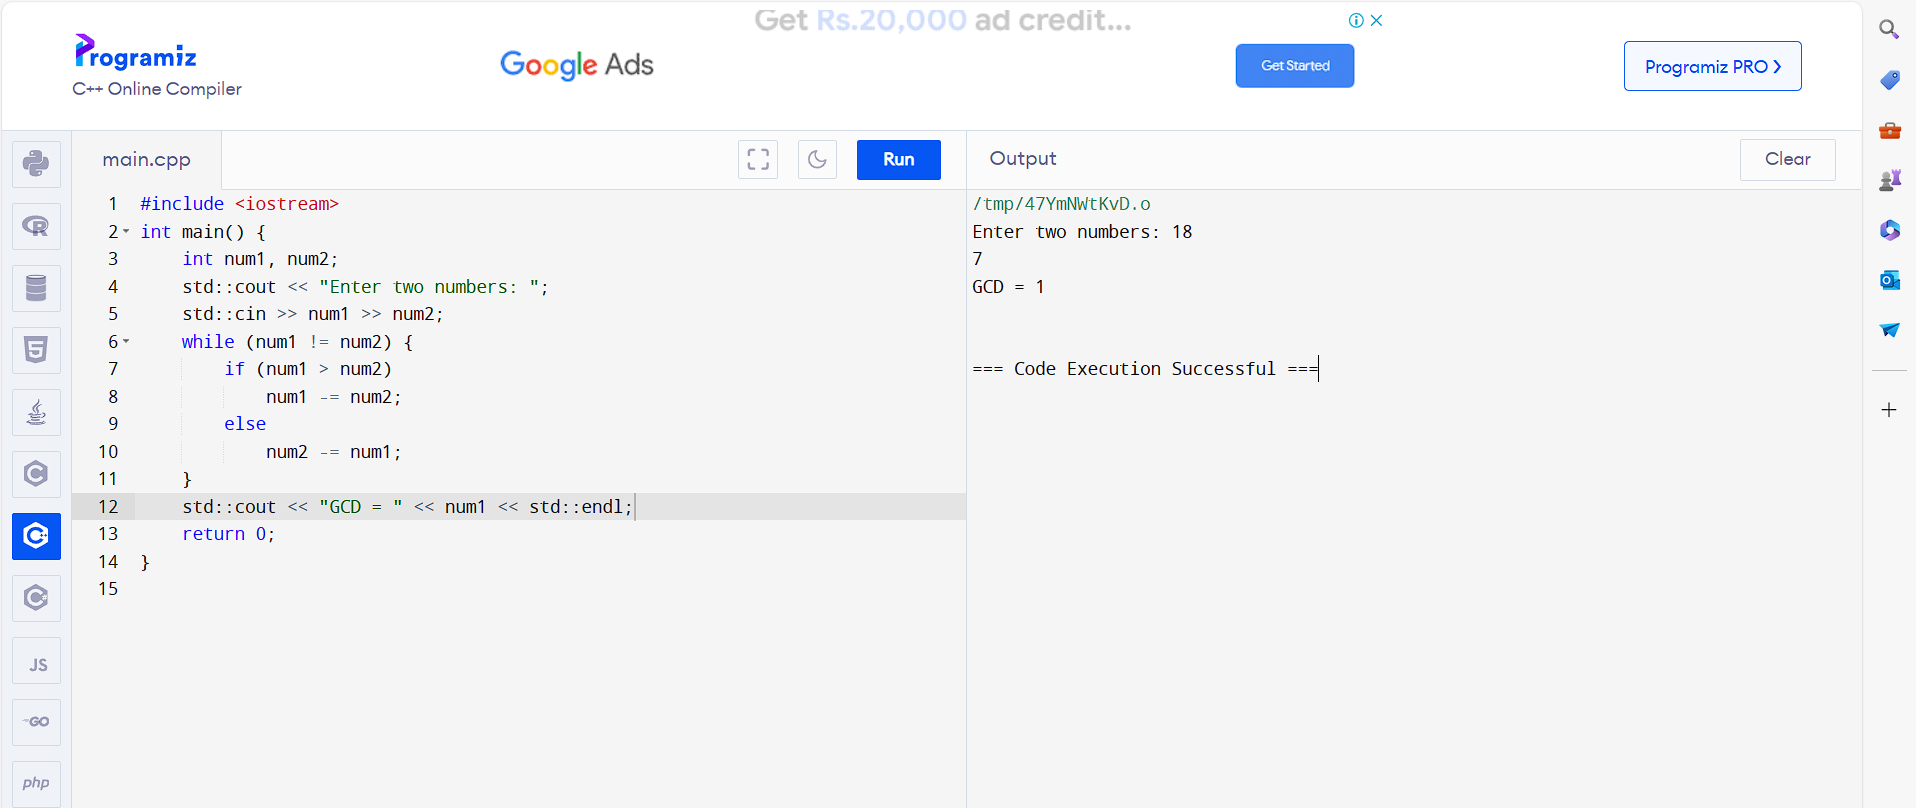 Get Rs.20,000 ad credit...
Programiz
C++ Online Compiler
Google Ads
Get Started
Programiz PRO
main.cpp
Run
Output
Clear
1 #include <iostream>
2 int main() {
3     int num1, num2;
4     std::cout << "Enter two numbers: ";
5     std::cin >> num1 >> num2;
6     while (num1 != num2) {
7         if (num1 > num2)
8             num1 -= num2;
9         else
10             num2 -= num1;
11     }
12     std::cout << "GCD = " << num1 << std::endl;
13     return 0;
14 }
15
/tmp/47YmNWtKvD.o
Enter two numbers: 18
7
GCD = 1
=== Code Execution Successful ===
R
5
C
C++
C#
JS
GO
php